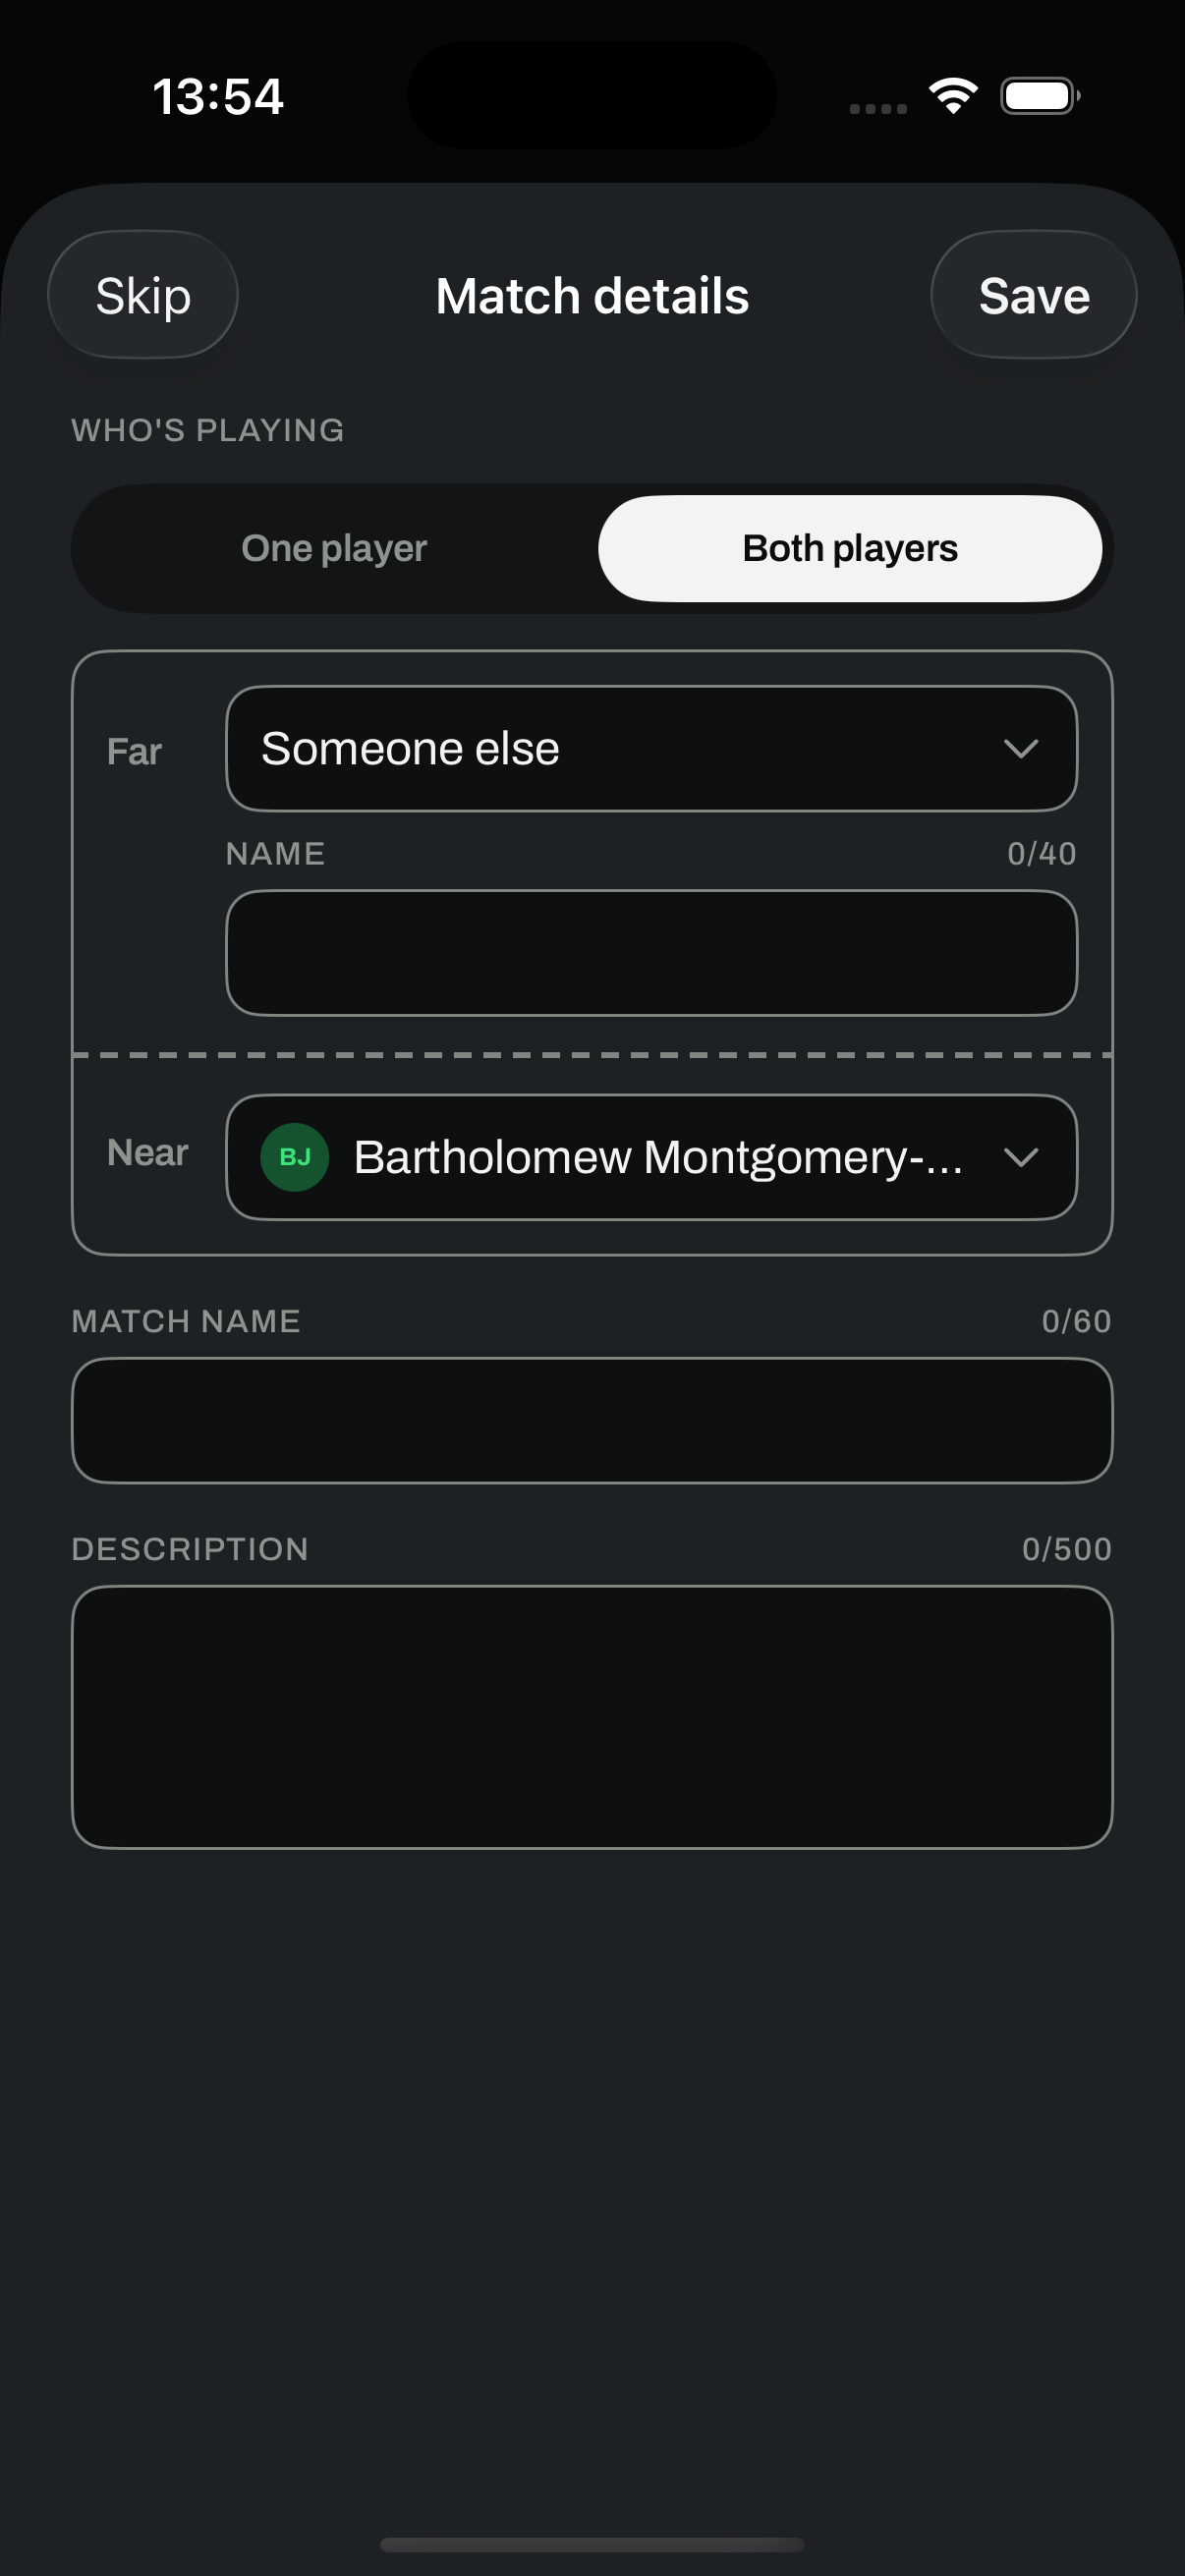 13:54
Skip
Match details
Save
WHO'S PLAYING
One player
Both players
Far
Someone else
NAME
0/40
Near
BJ
Bartholomew Montgomery-...
MATCH NAME
0/60
DESCRIPTION
0/500